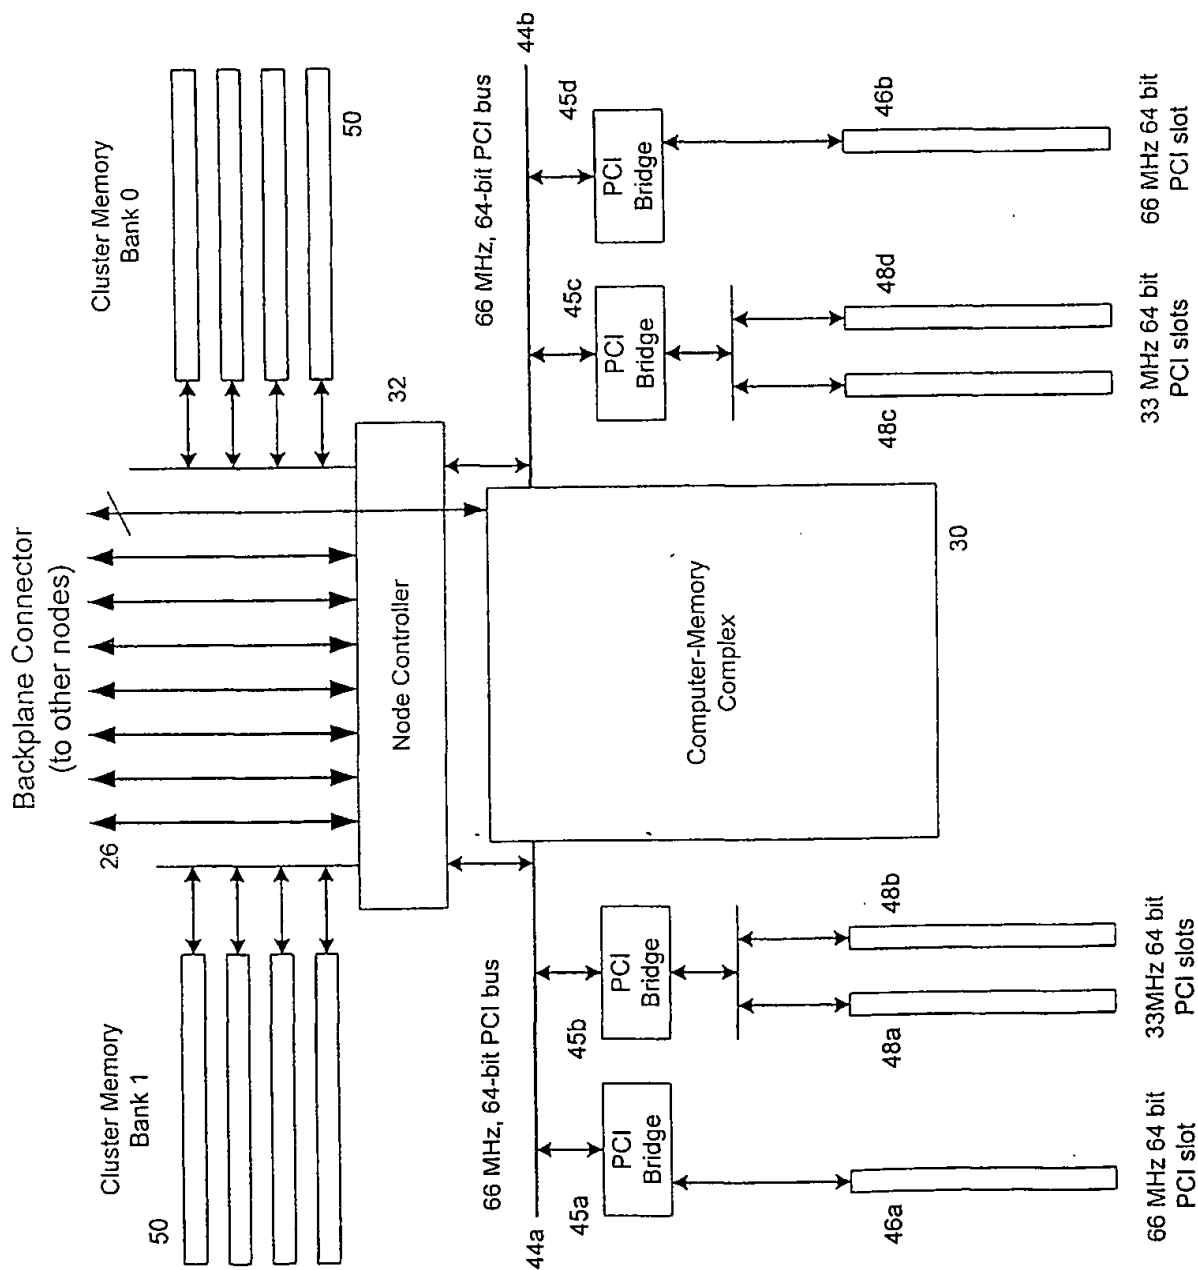 Backplane Connector
(to other nodes)
Cluster Memory
Bank 1
Cluster Memory
Bank 0
50
26
50
Node Controller
32
66 MHz, 64-bit PCI bus
66 MHz, 64-bit PCI bus
44a
44b
45a
PCI
Bridge
45b
PCI
Bridge
Computer-Memory
Complex
30
45c
PCI
Bridge
45d
PCI
Bridge
46a
48a
48b
48c
48d
46b
66 MHz 64 bit
PCI slot
33MHz 64 bit
PCI slots
33 MHz 64 bit
PCI slots
66 MHz 64 bit
PCI slot